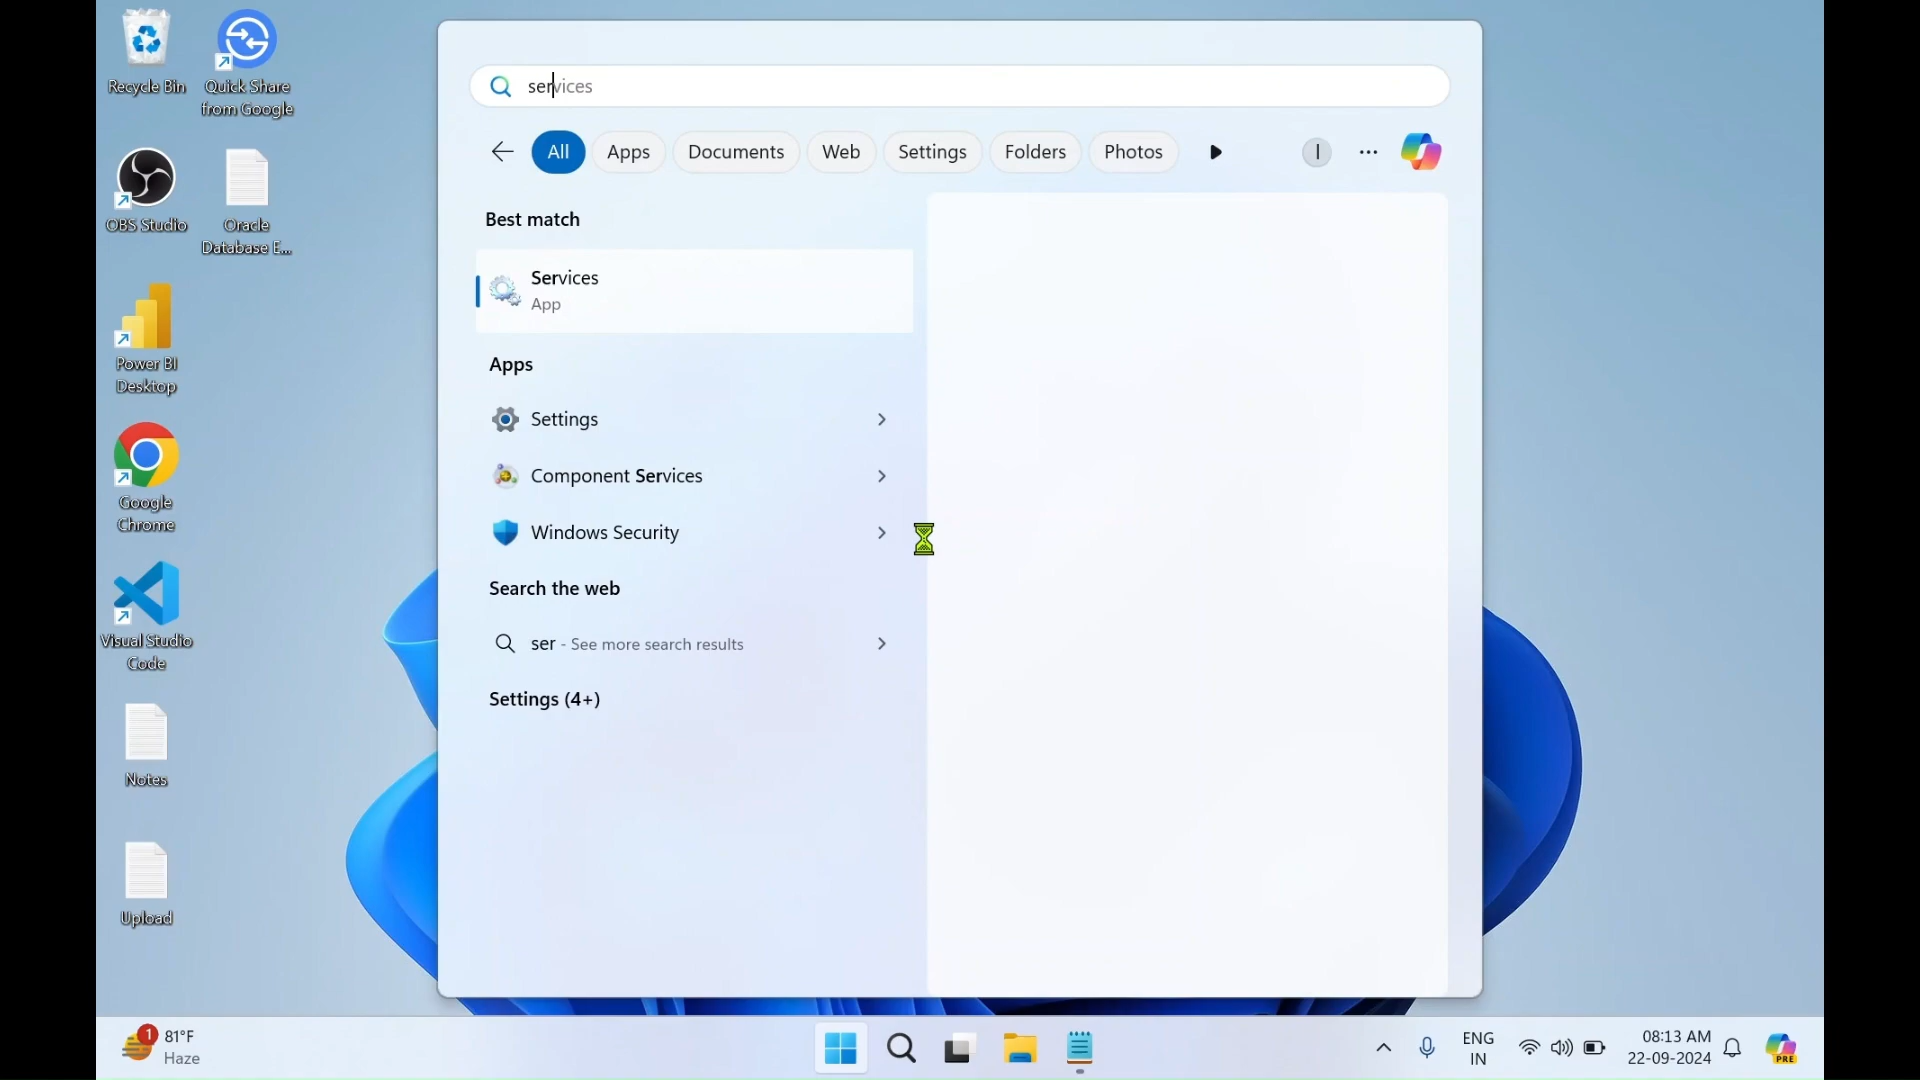 Recycle Bin
Quick Share
from Google
OBS Studio
Oracle
Database E...
Power BI
Desktop
Google
Chrome
Visual Studio
Code
Notes
Upload
services
All
Apps
Documents
Web
Settings
Folders
Photos
I
Best match
Services
App
Apps
Settings
Component Services
Windows Security
Search the web
ser - See more search results
Settings (4+)
1
81°F
Haze
ENG
IN
08:13 AM
22-09-2024
PRE